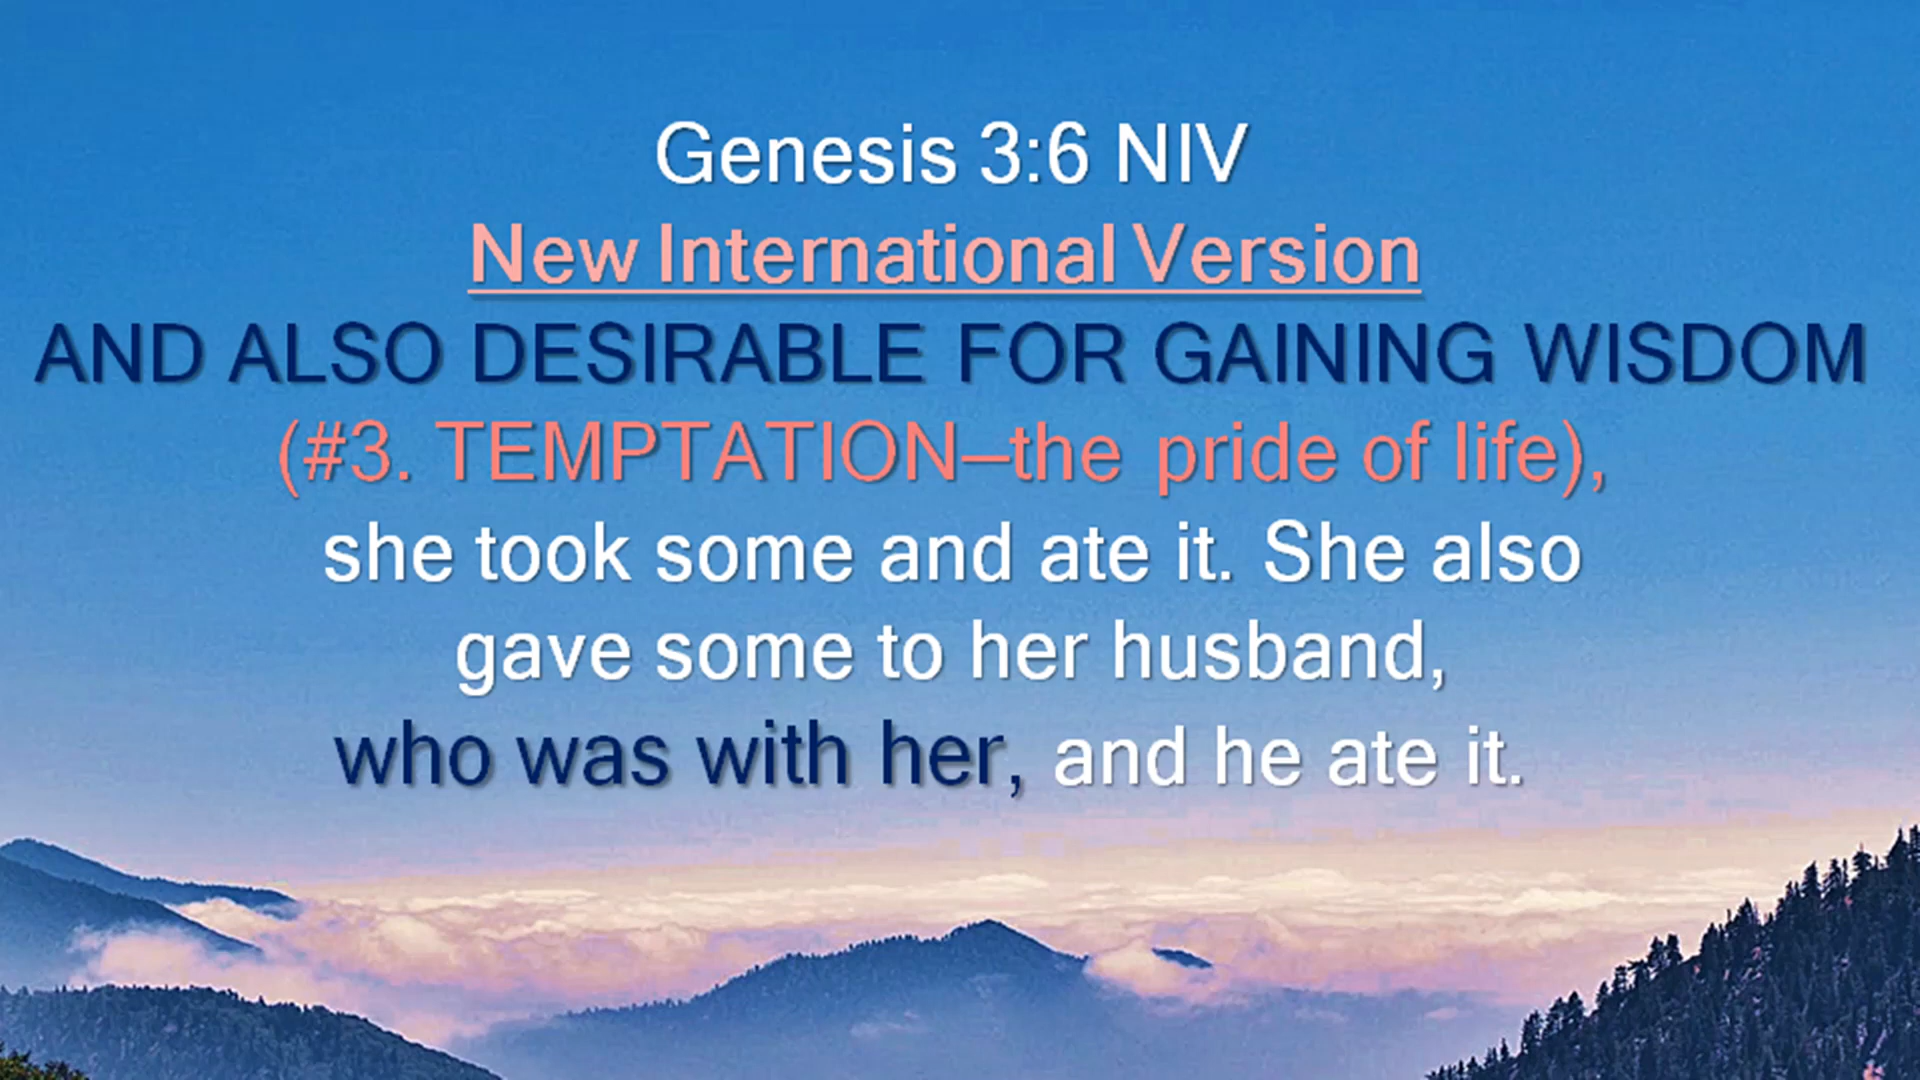 Genesis 3:6 NIV
New International Version
AND ALSO DESIRABLE FOR GAINING WISDOM
(#3. TEMPTATION—the pride of life),
she took some and ate it. She also
gave some to her husband,
who was with her, and he ate it.